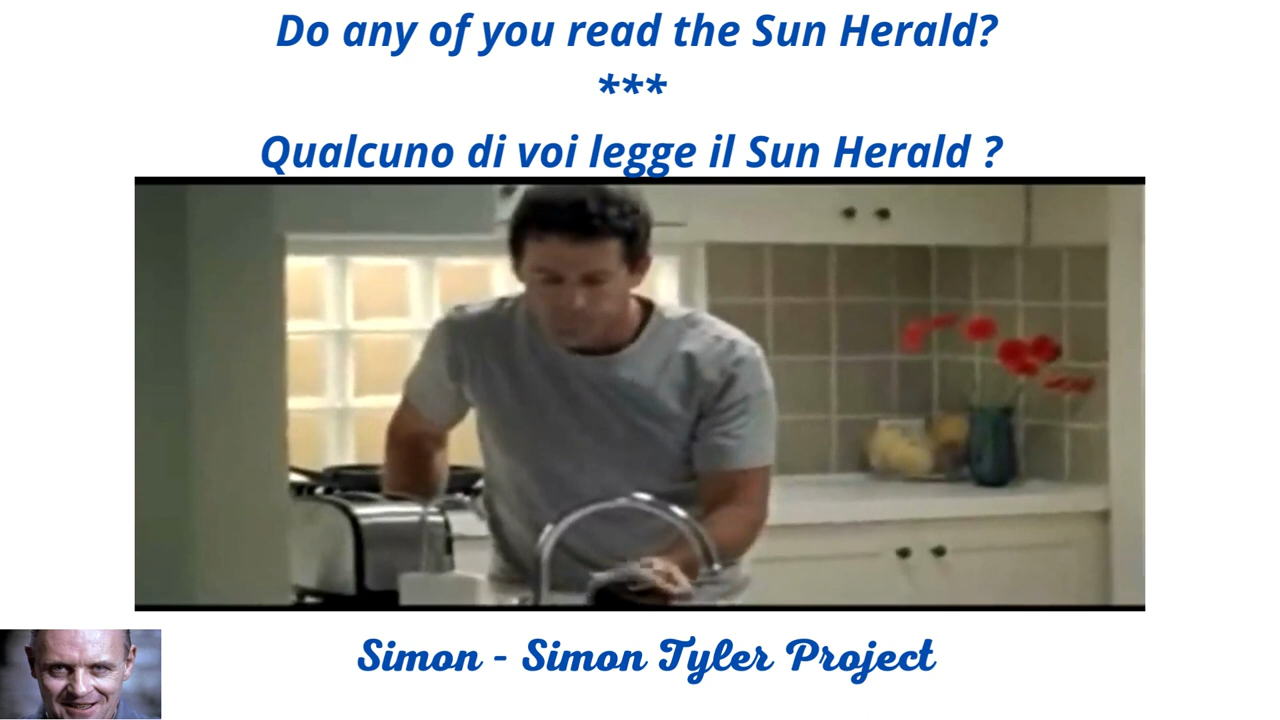 Do any of you read the Sun Herald?
***
Qualcuno di voi legge il Sun Herald ?
Simon - Simon Tyler Project